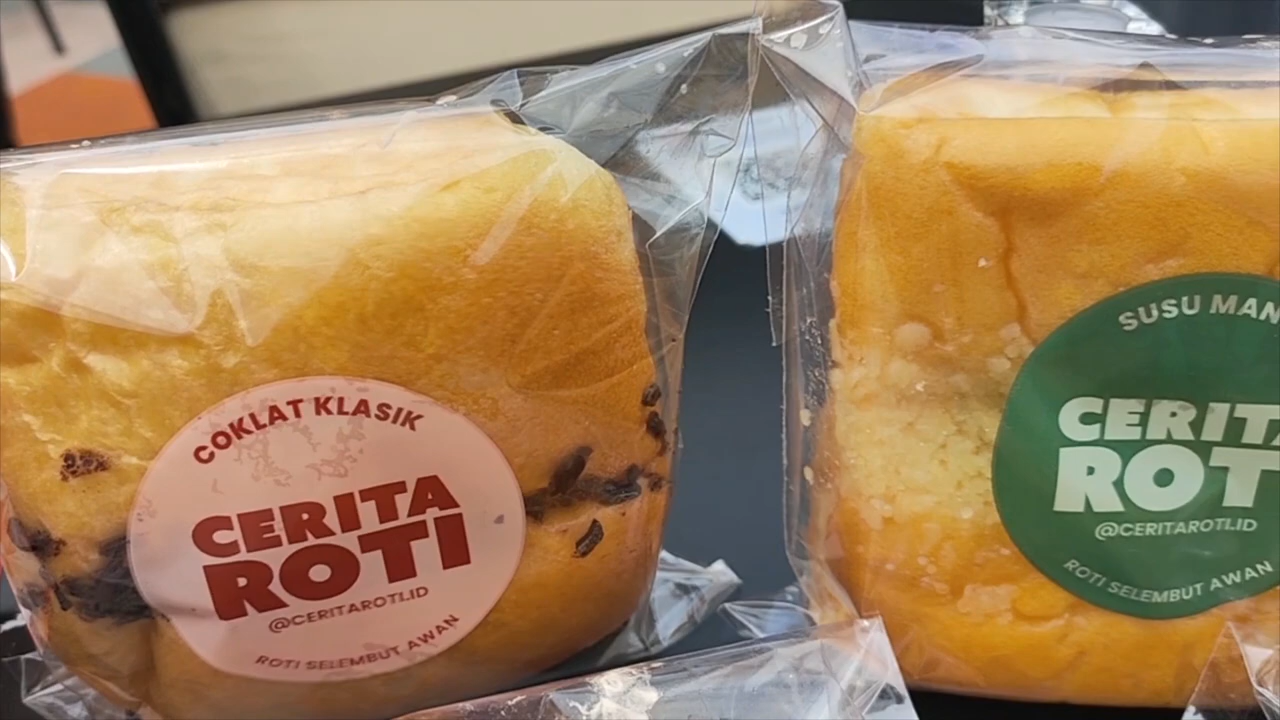 COKLAT KLASIK
CERITA
ROTI
@CERITAROTI.ID
ROTI SELEMBUT AWAN
SUSU MAN
CERITA
ROTI
@CERITAROTI.ID
ROTI SELEMBUT AWAN